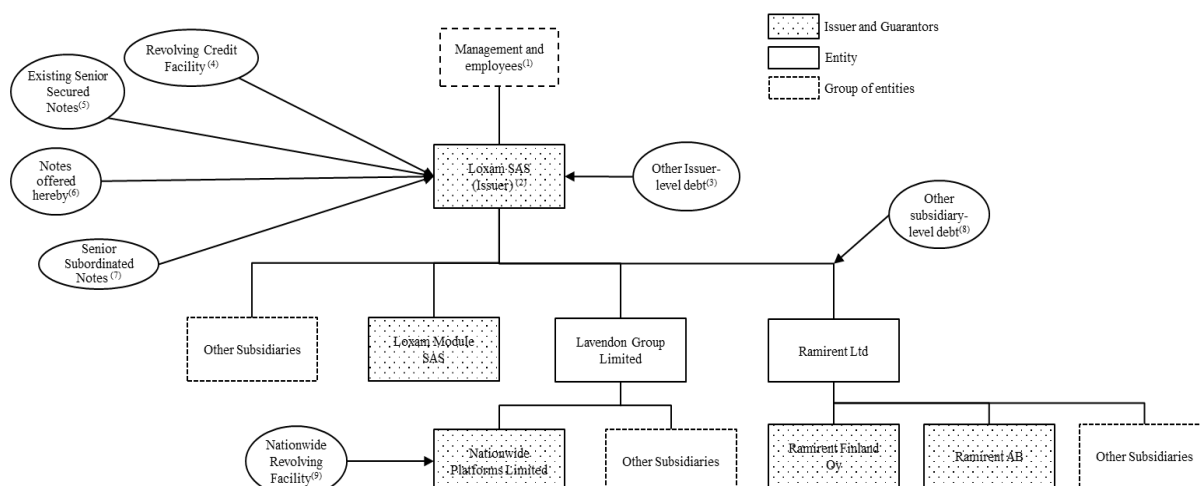 Revolving Credit
Facility (4)
Management and
employees(1)
Issuer and Guarantors
Entity
Group of entities
Existing Senior
Secured
Notes(5)
Notes
offered
hereby(6)
Loxam SAS
(Issuer) (2)
Other Issuer-
level debt(3)
Other
subsidiary-
level debt(8)
Senior
Subordinated
Notes (7)
Other Subsidiaries
Loxam Module
SAS
Lavendon Group
Limited
Ramirent Ltd
Nationwide
Revolving
Facility(9)
Nationwide
Platforms Limited
Other Subsidiaries
Ramirent Finland
Oy
Ramirent AB
Other Subsidiaries